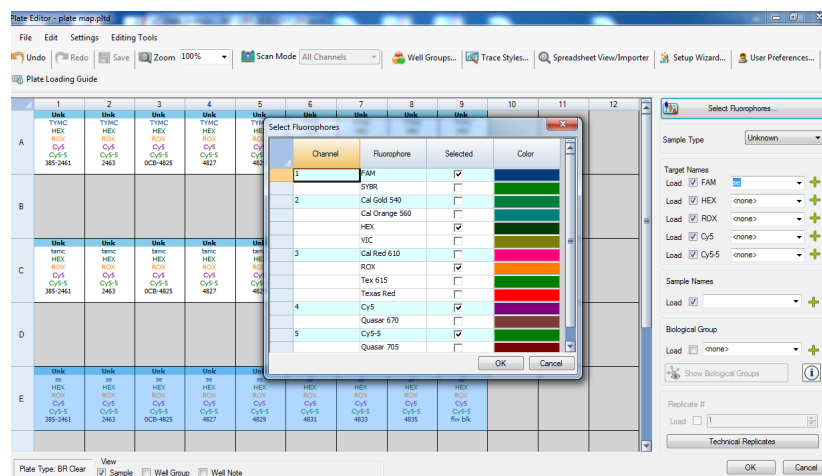 Plate Editor - plate map.pltd
File Edit Settings Editing Tools
Undo Redo Save Zoom 100% Scan Mode All Channels Well Groups... Trace Styles... Spreadsheet View/Importer Setup Wizard... User Preferences...
Plate Loading Guide
1 2 3 4 5 6 7 8 9 10 11 12
Select Fluorophores...
Unk Unk Unk Unk Unk Unk Unk Unk Unk
A
TYMC TYMC TYMC TYMC
HEX HEX HEX HEX HEX
ROX ROX ROX ROX
Cy5 Cy5 Cy5 Cy5
Cy5-5 Cy5-5 Cy5-5 Cy5-5
385-2461 2463 0CB-4825 4827
B
Unk Unk Unk Unk Unk
C
tamc tamc tamc tamc
HEX HEX HEX HEX HEX
ROX ROX ROX ROX
Cy5 Cy5 Cy5 Cy5
Cy5-5 Cy5-5 Cy5-5 Cy5-5
385-2461 2463 0CB-4825 4827
D
Unk Unk Unk Unk Unk
E
se se se se se se se se se
HEX HEX HEX HEX HEX HEX HEX HEX HEX
ROX ROX ROX ROX ROX ROX ROX ROX ROX
Cy5 Cy5 Cy5 Cy5 Cy5 Cy5 Cy5 Cy5 Cy5
Cy5-5 Cy5-5 Cy5-5 Cy5-5 Cy5-5 Cy5-5 Cy5-5 Cy5-5 Cy5-5
385-2461 2463 0CB-4825 4827 4829 4831 4833 4835 flw blk
Select Fluorophores
Channel Fluorophore Selected Color
1 FAM
SYBR
2 Cal Gold 540
Cal Orange 560
HEX
VIC
3 Cal Red 610
ROX
Tex 615
Texas Red
4 Cy5
Quasar 670
5 Cy5-5
Quasar 705
OK Cancel
Sample Type Unknown
Target Names
Load FAM se
Load HEX <none>
Load ROX <none>
Load Cy5 <none>
Load Cy5-5 <none>
Sample Names
Load
Biological Group
Load <none>
Show Biological Groups
Replicate #
Load 1
Technical Replicates
Plate Type: BR Clear
View
Sample Well Group Well Note
OK Cancel